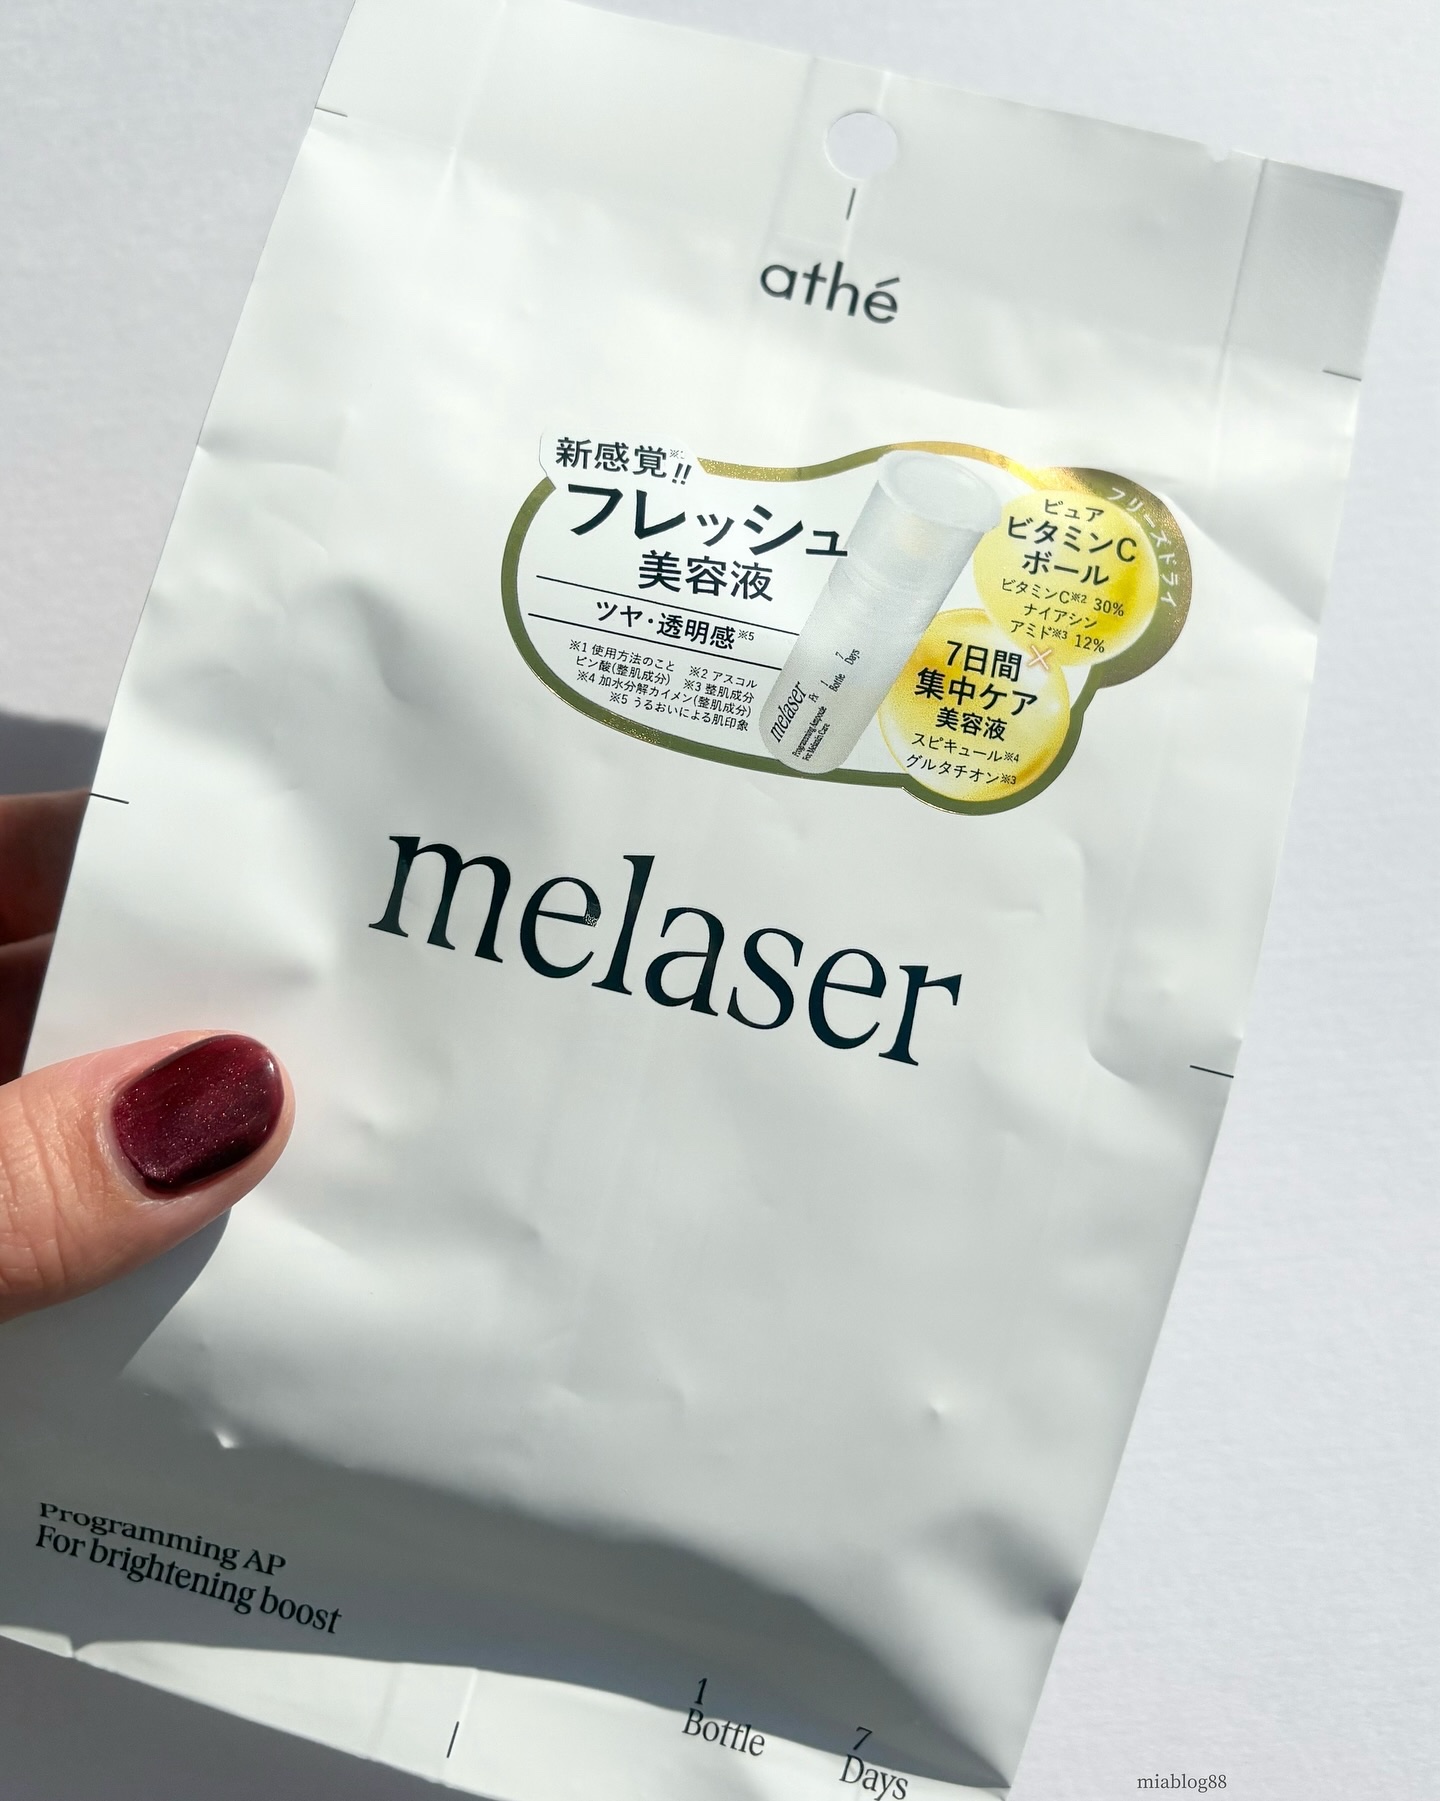 athé
新感覚※1!!
フレッシュ
美容液
ツヤ・透明感※5
※1 使用方法のこと ※2 アスコル
ビン酸(整肌成分) ※3 整肌成分
※4 加水分解カイメン(整肌成分)
※5 うるおいによる肌印象
melaser Rx
Programming Ampoule
For Melanin Care
1
Bottle
7
Days
フリーズドライ
ピュア
ビタミンC
ボール
ビタミンC※2 30%
ナイアシン
アミド※3 12%
×
7日間
集中ケア
美容液
スピキュール※4
グルタチオン※3
melaser
Programming AP
For brightening boost
1
Bottle
7
Days
miablog88